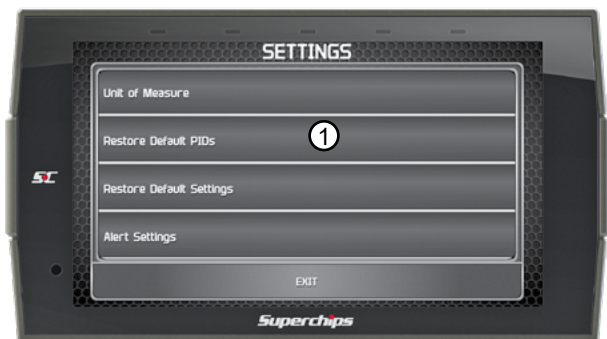 SETTINGS
Unit of Measure
Restore Default PIDs
1
Restore Default Settings
Alert Settings
SC
EXIT
Superchips